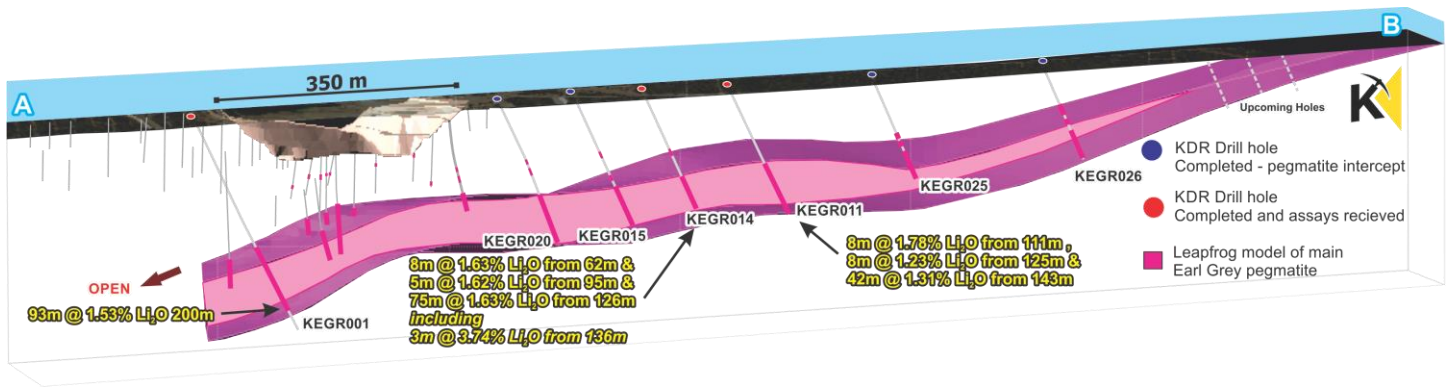 A
350 m
B
Upcoming Holes
K
KDR Drill hole
Completed - pegmatite intercept
KDR Drill hole
Completed and assays recieved
Leapfrog model of main
Earl Grey pegmatite
KEGR026
KEGR025
KEGR011
KEGR014
KEGR015
KEGR020
8m @ 1.78% Li₂O from 111m ,
8m @ 1.23% Li₂O from 125m &
42m @ 1.31% Li₂O from 143m
8m @ 1.63% Li₂O from 62m &
5m @ 1.62% Li₂O from 95m &
75m @ 1.63% Li₂O from 126m
including
3m @ 3.74% Li₂O from 136m
OPEN
93m @ 1.53% Li₂O 200m
KEGR001